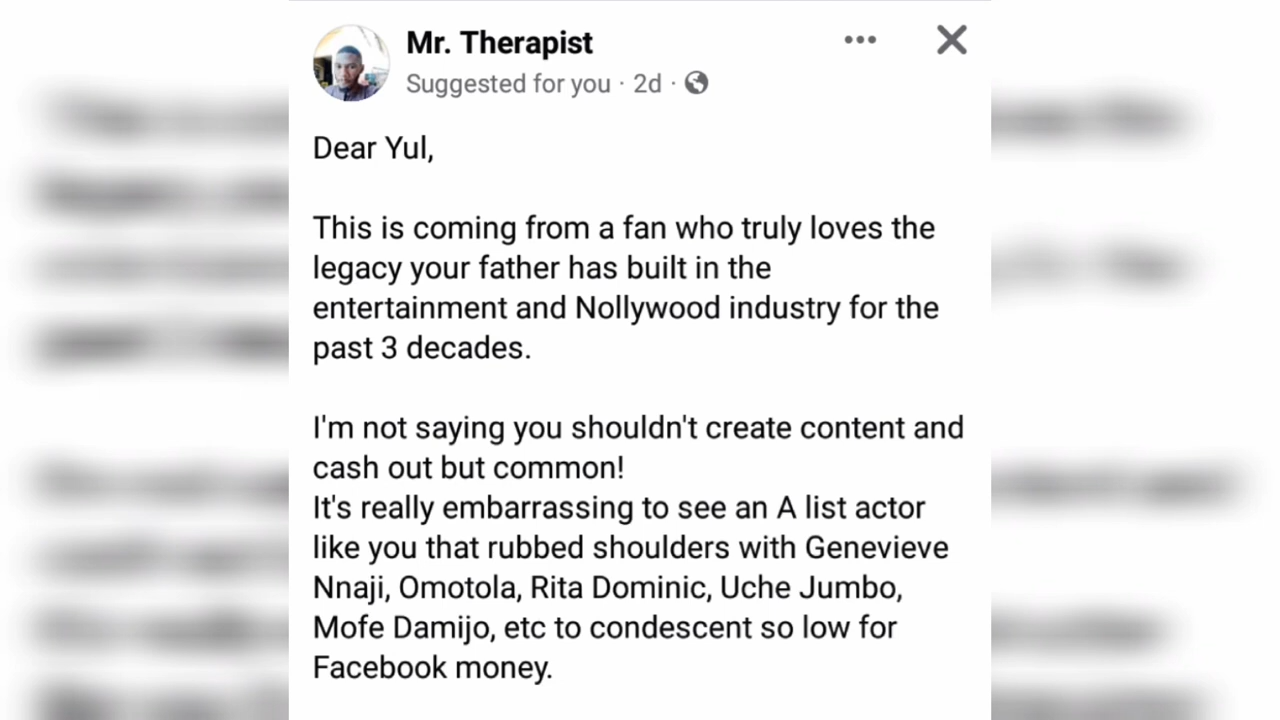 Mr. Therapist
Suggested for you · 2d ·
Dear Yul,
This is coming from a fan who truly loves the
legacy your father has built in the
entertainment and Nollywood industry for the
past 3 decades.
I'm not saying you shouldn't create content and
cash out but common!
It's really embarrassing to see an A list actor
like you that rubbed shoulders with Genevieve
Nnaji, Omotola, Rita Dominic, Uche Jumbo,
Mofe Damijo, etc to condescent so low for
Facebook money.